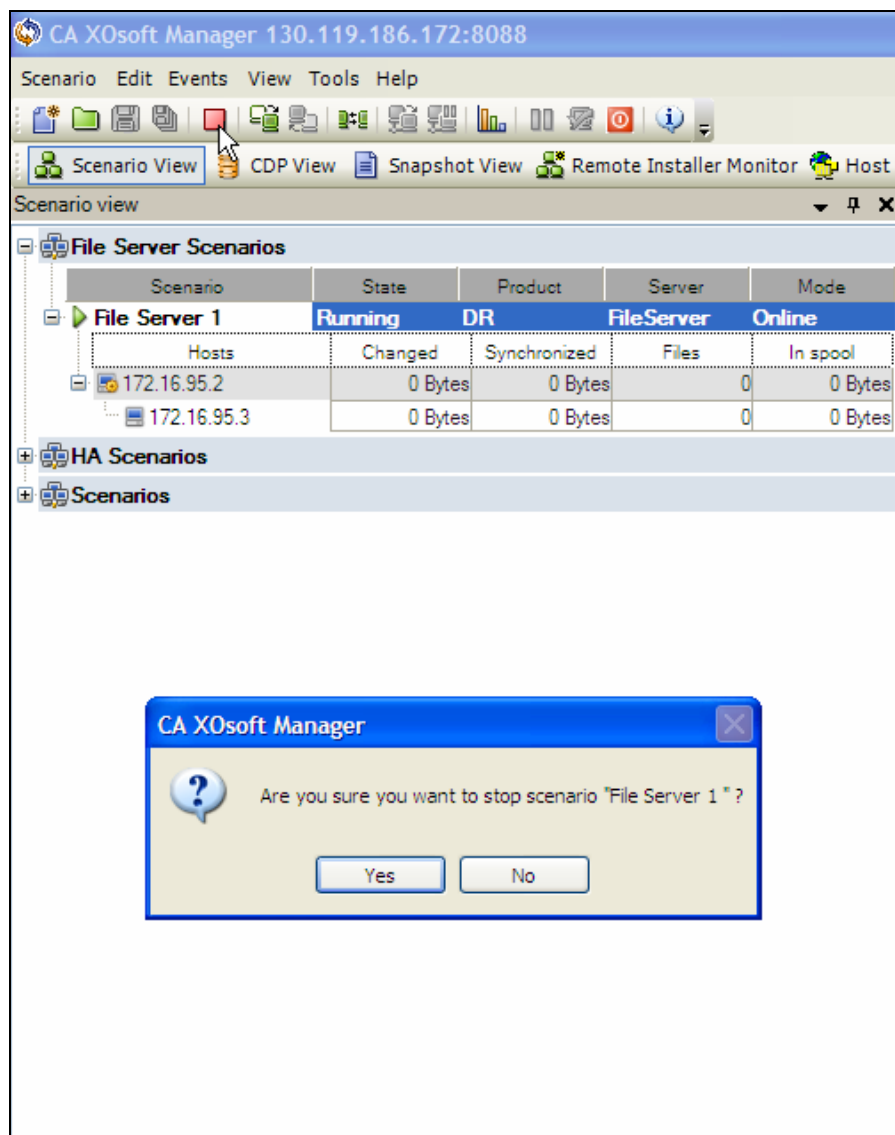 CA XOsoft Manager 130.119.186.172:8088
Scenario Edit Events View Tools Help
Scenario View CDP View Snapshot View Remote Installer Monitor Host
Scenario view
File Server Scenarios
Scenario State Product Server Mode
File Server 1 Running DR FileServer Online
Hosts Changed Synchronized Files In spool
172.16.95.2 0 Bytes 0 Bytes 0 0 Bytes
172.16.95.3 0 Bytes 0 Bytes 0 0 Bytes
HA Scenarios
Scenarios
CA XOsoft Manager
Are you sure you want to stop scenario "File Server 1 " ?
Yes No